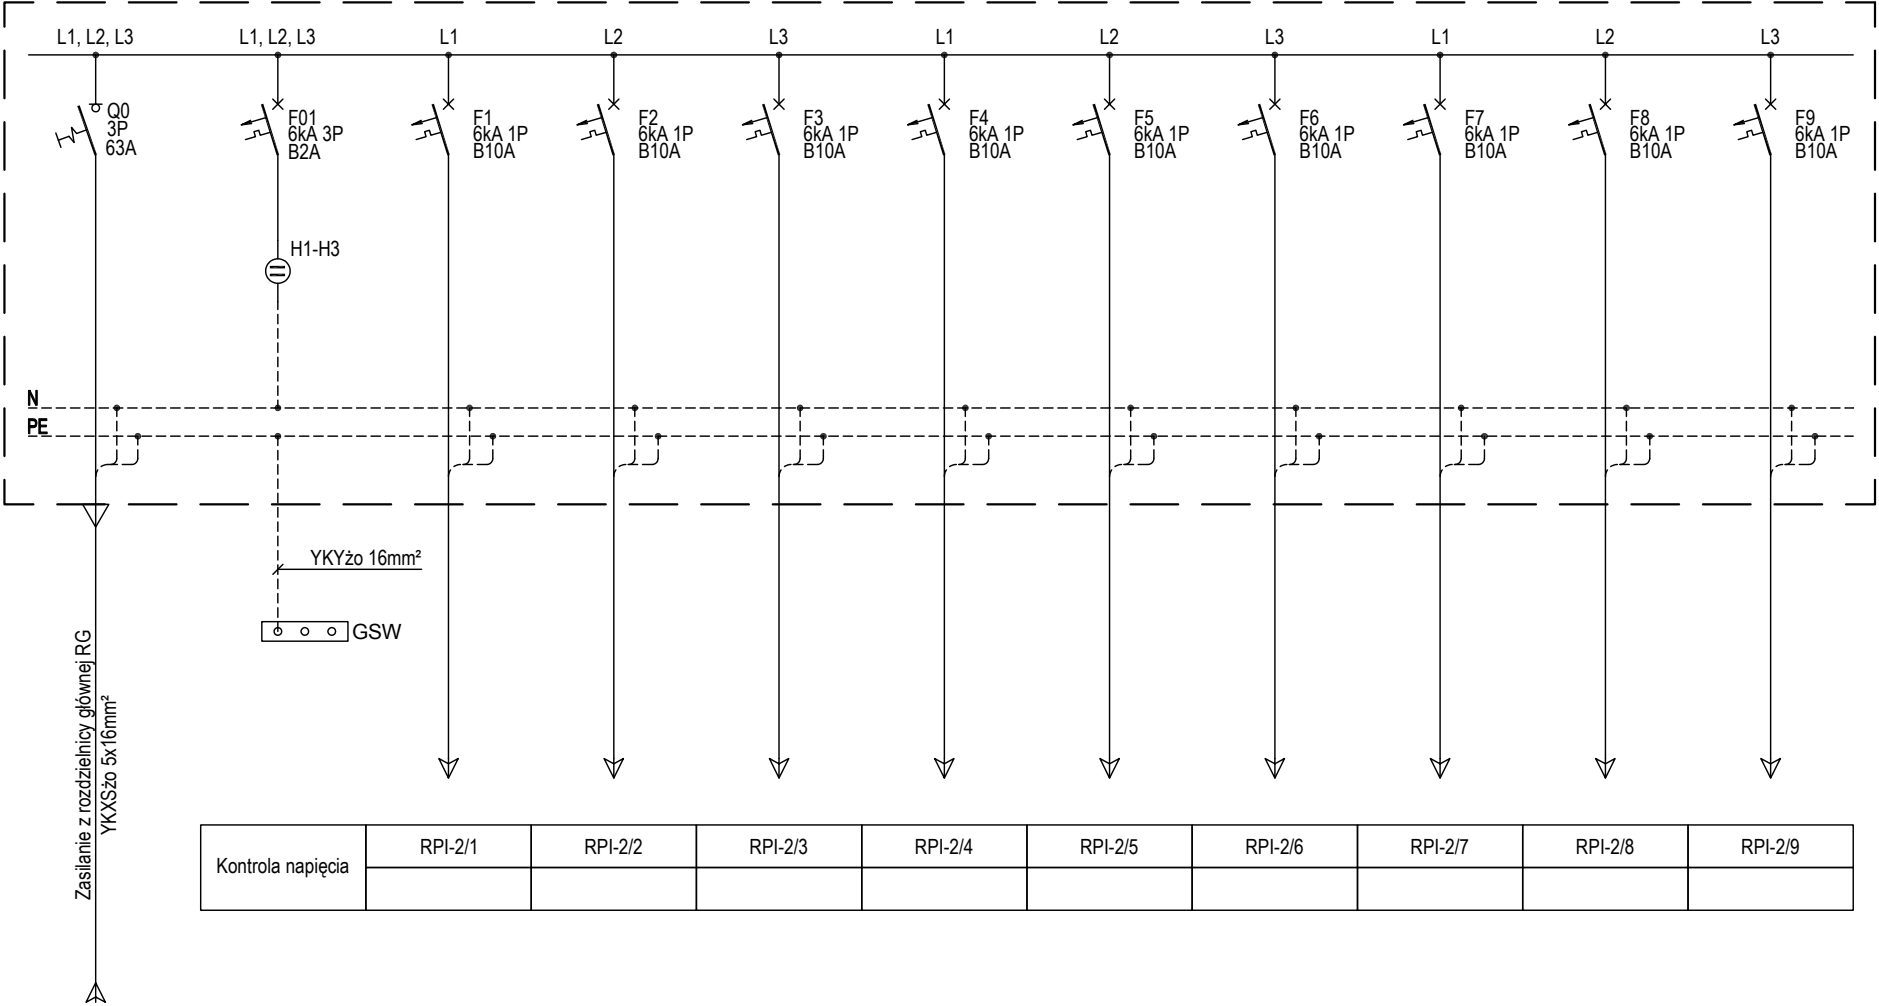 L1, L2, L3
L1, L2, L3
L1
L2
L3
L1
L2
L3
L1
L2
L3
Q0
3P
63A
F01
6kA 3P
B2A
F1
6kA 1P
B10A
F2
6kA 1P
B10A
F3
6kA 1P
B10A
F4
6kA 1P
B10A
F5
6kA 1P
B10A
F6
6kA 1P
B10A
F7
6kA 1P
B10A
F8
6kA 1P
B10A
F9
6kA 1P
B10A
H1-H3
N
PE
YKYżo 16mm²
GSW
Zasilanie z rozdzielnicy głównej RG
YKXSżo 5x16mm²
Kontrola napięcia
RPI-2/1
RPI-2/2
RPI-2/3
RPI-2/4
RPI-2/5
RPI-2/6
RPI-2/7
RPI-2/8
RPI-2/9